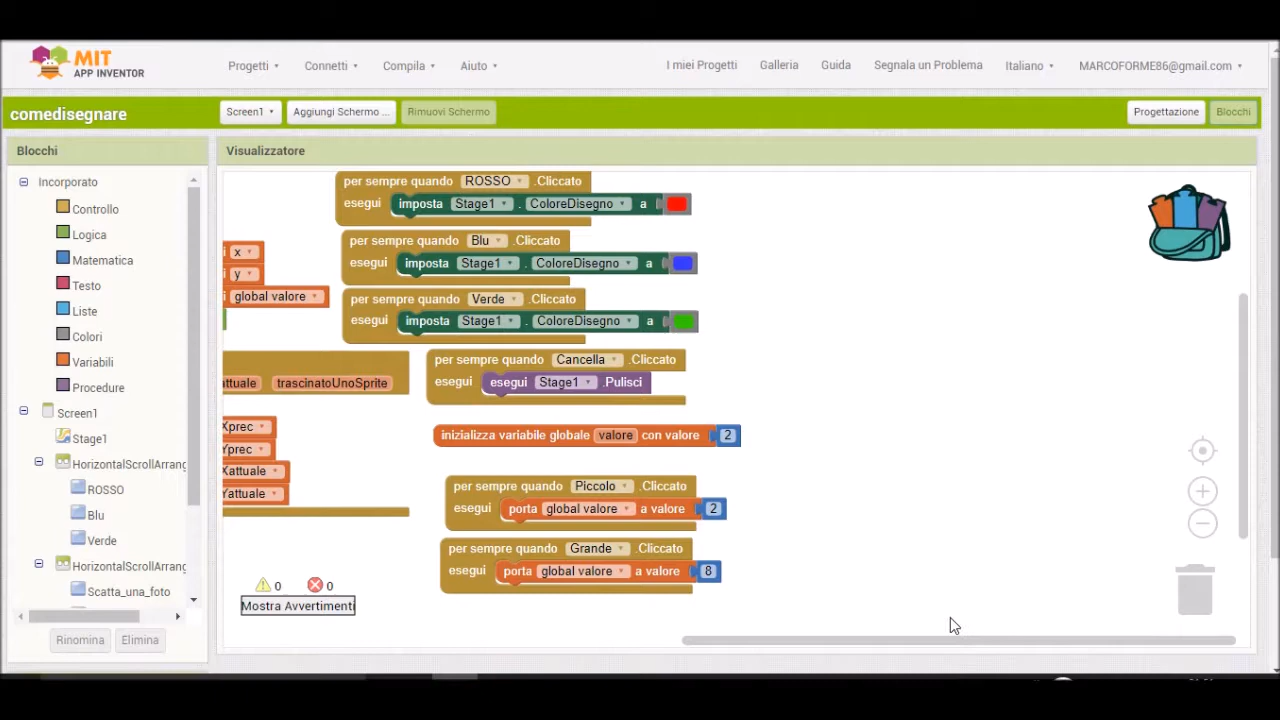 MIT
APP INVENTOR
Progetti
Connetti
Compila
Aiuto
I miei Progetti
Galleria
Guida
Segnala un Problema
Italiano
MARCOFORME86@gmail.com
comedisegnare
Screen1
Aggiungi Schermo ...
Rimuovi Schermo
Progettazione
Blocchi
Blocchi
Incorporato
Controllo
Logica
Matematica
Testo
Liste
Colori
Variabili
Procedure
Screen1
Stage1
HorizontalScrollArrang
ROSSO
Blu
Verde
HorizontalScrollArrang
Scatta_una_foto
Rinomina
Elimina
Visualizzatore
per sempre quando ROSSO .Cliccato
esegui imposta Stage1 . ColoreDisegno a
per sempre quando Blu .Cliccato
esegui imposta Stage1 . ColoreDisegno a
per sempre quando Verde .Cliccato
esegui imposta Stage1 . ColoreDisegno a
x
y
global valore
per sempre quando Cancella .Cliccato
esegui esegui Stage1 .Pulisci
ttuale trascinatoUnoSprite
Xprec
Yprec
Xattuale
Yattuale
inizializza variabile globale valore con valore 2
per sempre quando Piccolo .Cliccato
esegui porta global valore a valore 2
per sempre quando Grande .Cliccato
esegui porta global valore a valore 8
0 0
Mostra Avvertimenti